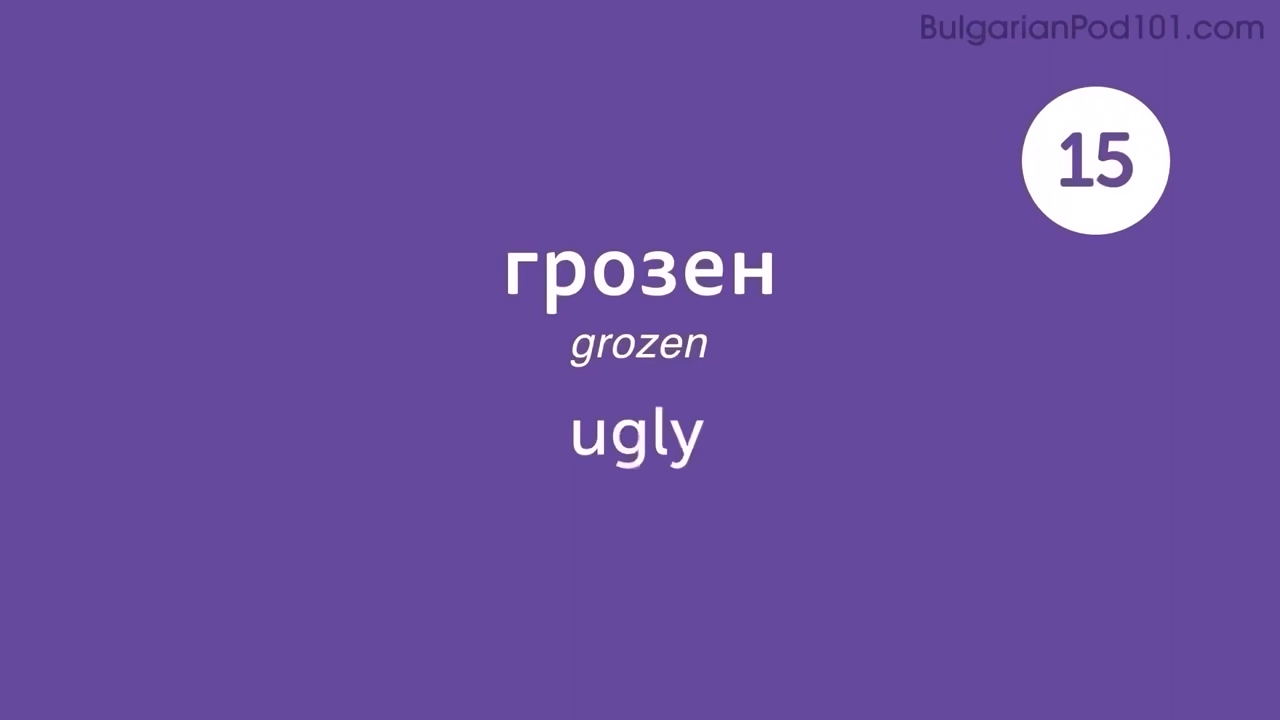 BulgarianPod101.com
15
грозен
grozen
ugly